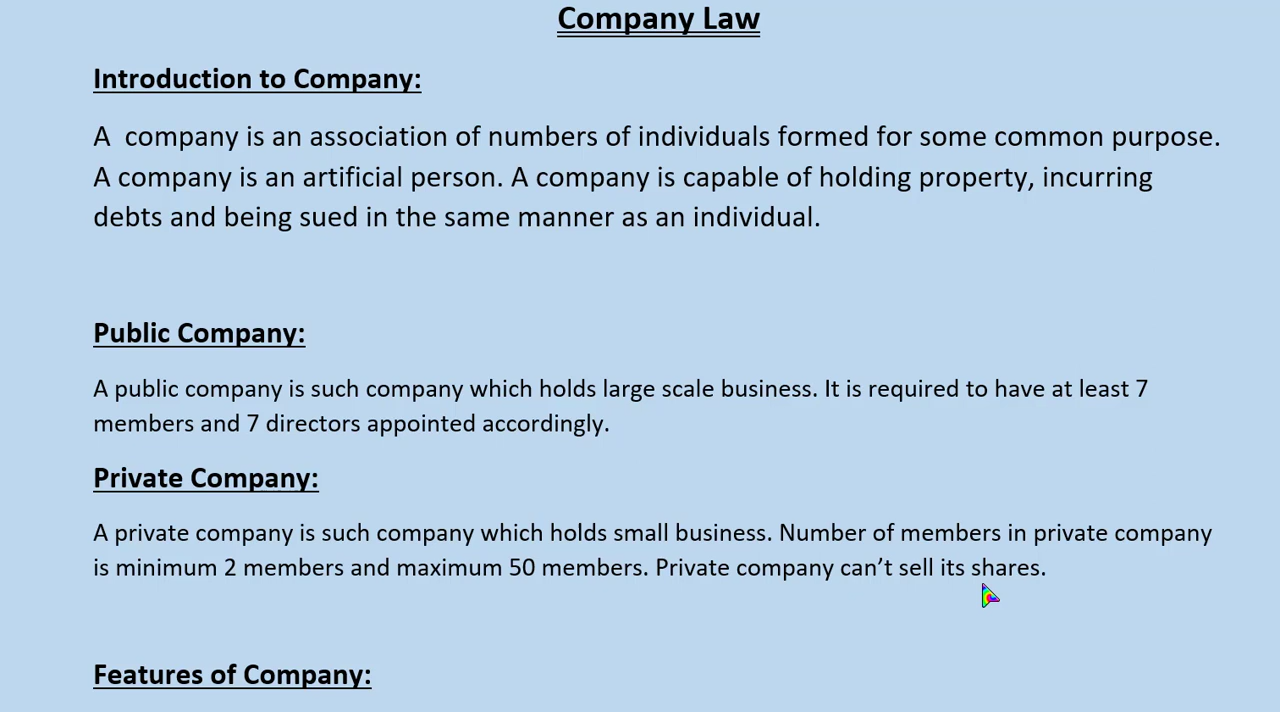 Company Law
Introduction to Company:
A  company is an association of numbers of individuals formed for some common purpose.
A company is an artificial person. A company is capable of holding property, incurring
debts and being sued in the same manner as an individual.
Public Company:
A public company is such company which holds large scale business. It is required to have at least 7
members and 7 directors appointed accordingly.
Private Company:
A private company is such company which holds small business. Number of members in private company
is minimum 2 members and maximum 50 members. Private company can’t sell its shares.
Features of Company: